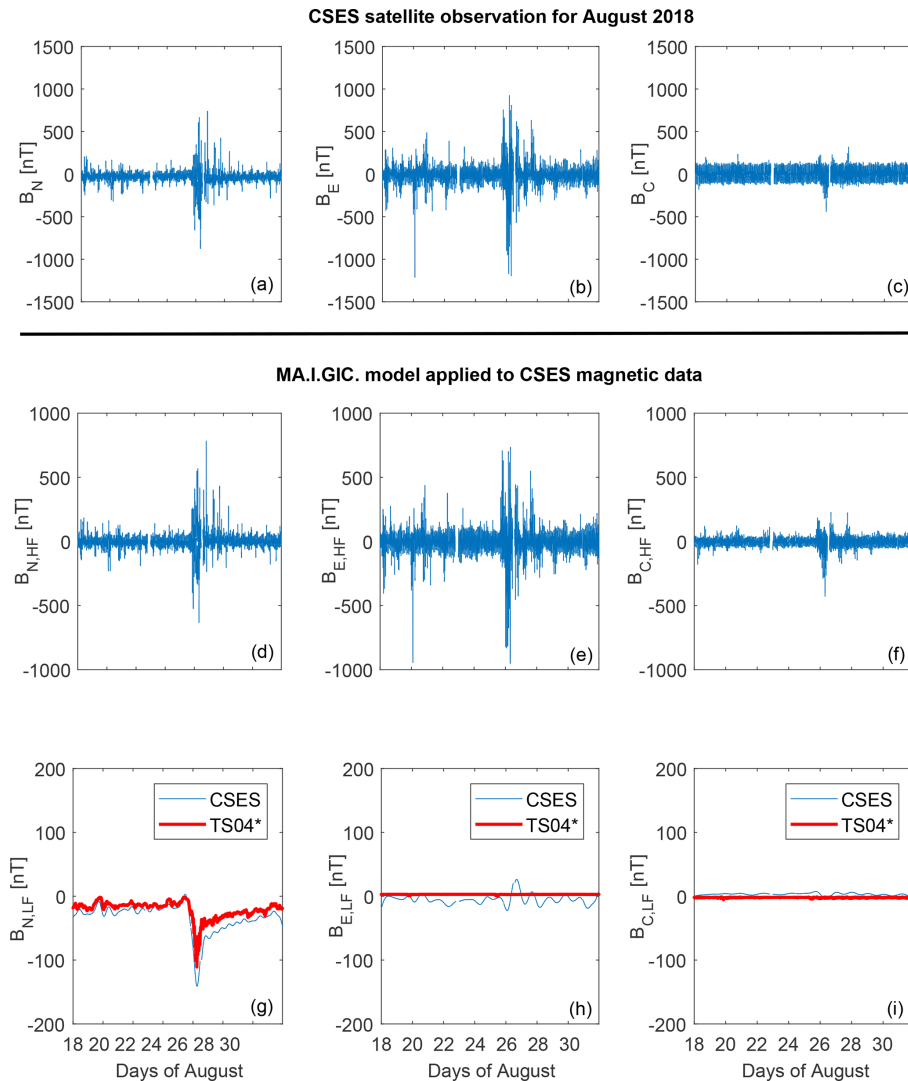 CSES satellite observation for August 2018
1500
1000
500
0
-500
-1000
-1500
B_N [nT]
(a)
1500
1000
500
0
-500
-1000
-1500
B_E [nT]
(b)
1500
1000
500
0
-500
-1000
-1500
B_C [nT]
(c)
MA.I.GIC. model applied to CSES magnetic data
1000
500
0
-500
-1000
B_N,HF [nT]
(d)
1000
500
0
-500
-1000
B_E,HF [nT]
(e)
1000
500
0
-500
-1000
B_C,HF [nT]
(f)
200
100
0
-100
-200
B_N,LF [nT]
CSES
TS04*
(g)
18 20 22 24 26 28 30
Days of August
200
100
0
-100
-200
B_E,LF [nT]
CSES
TS04*
(h)
18 20 22 24 26 28 30
Days of August
200
100
0
-100
-200
B_C,LF [nT]
CSES
TS04*
(i)
18 20 22 24 26 28 30
Days of August